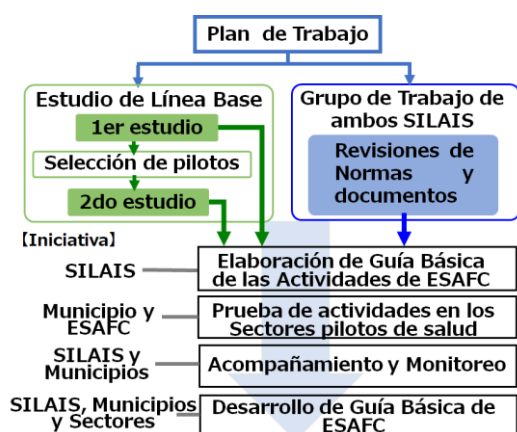 Plan de Trabajo
Estudio de Línea Base
1er estudio
Selección de pilotos
2do estudio
Grupo de Trabajo de
ambos SILAIS
Revisiones de
Normas y
documentos
【Iniciativa】
SILAIS
Elaboración de Guía Básica
de las Actividades de ESAFC
Municipio y
ESAFC
Prueba de actividades en los
Sectores pilotos de salud
SILAIS y
Municipios
Acompañamiento y Monitoreo
SILAIS, Municipios
y Sectores
Desarrollo de Guía Básica de
ESAFC